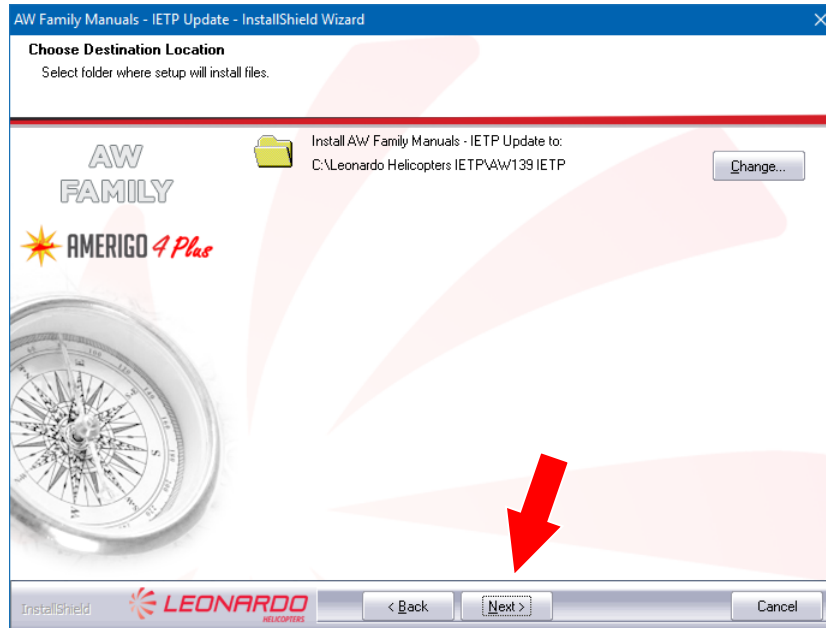 AW Family Manuals - IETP Update - InstallShield Wizard
Choose Destination Location
Select folder where setup will install files.
AW
FAMILY
AMERIGO 4 Plus
Install AW Family Manuals - IETP Update to:
C:\Leonardo Helicopters IETP\AW139 IETP
Change...
InstallShield
LEONARDO
HELICOPTERS
< Back
Next >
Cancel